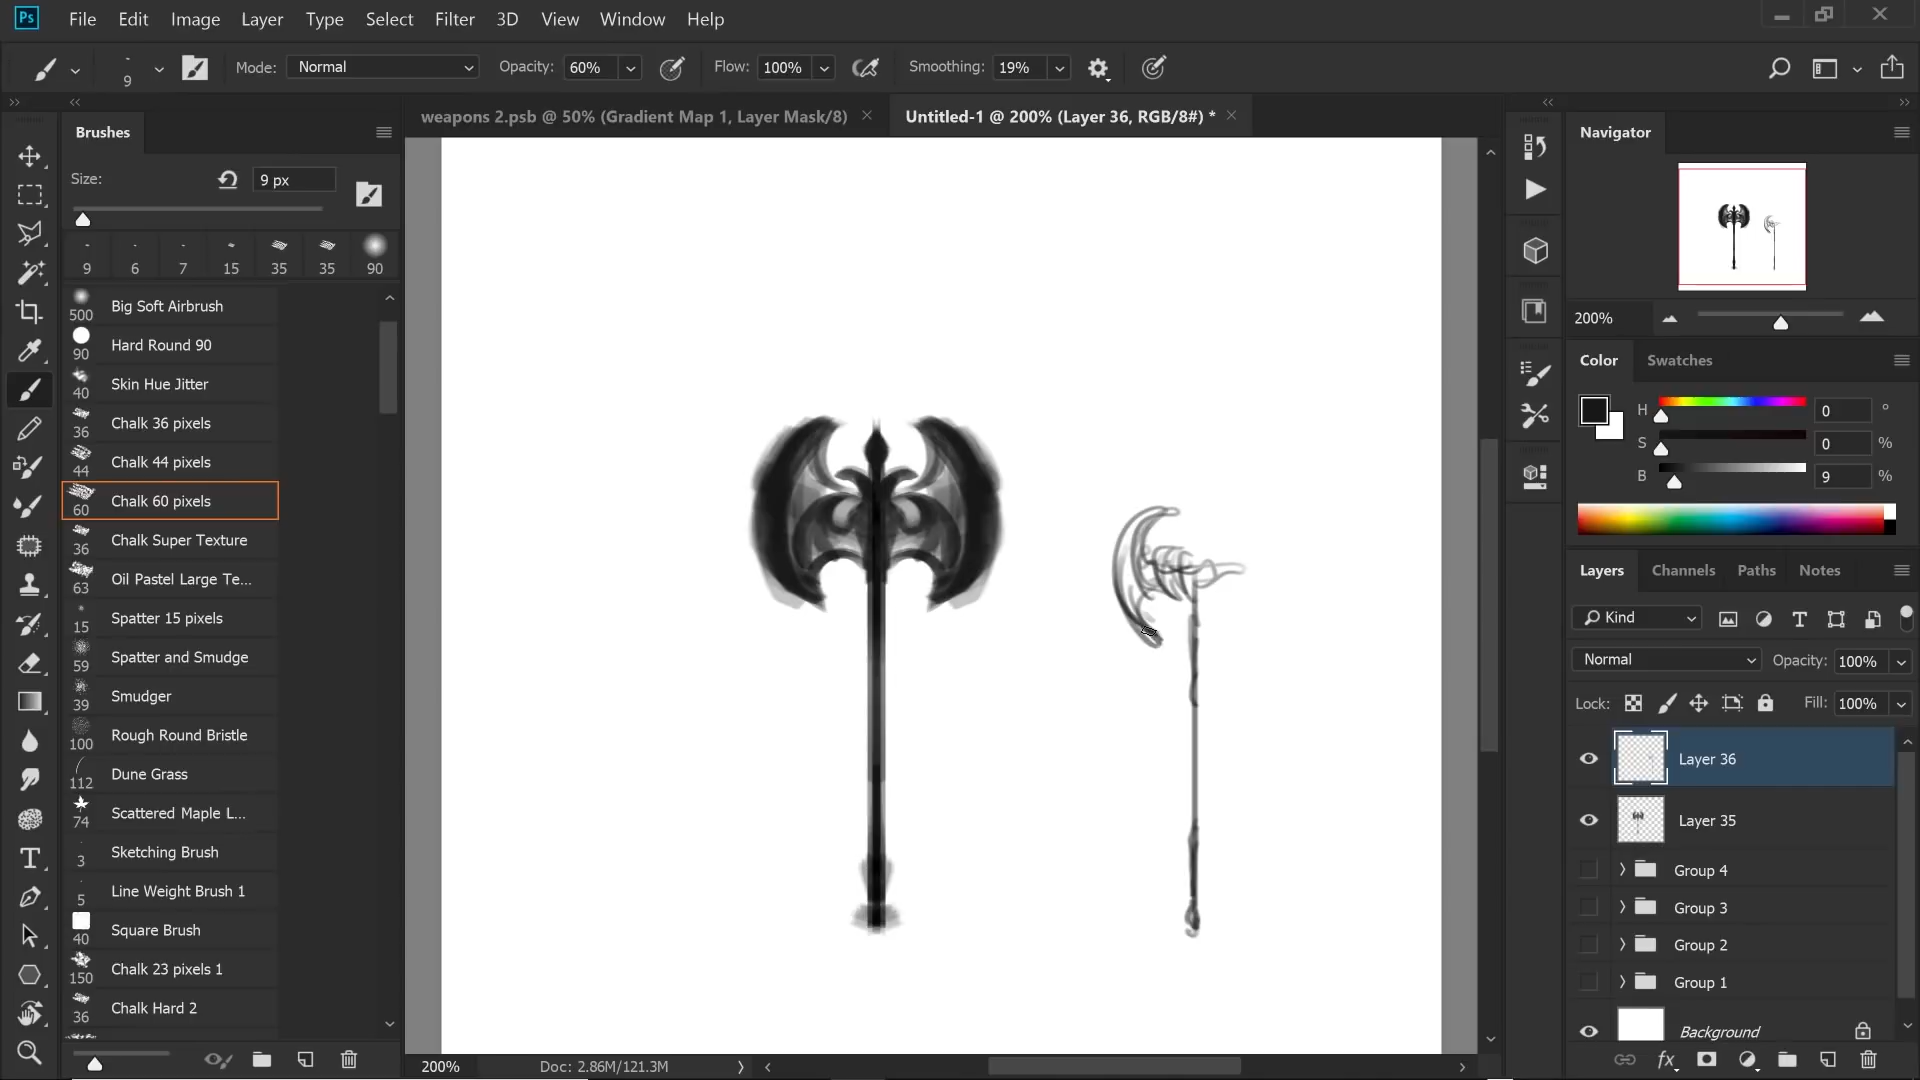 Ps File Edit Image Layer Type Select Filter 3D View Window Help
9 Mode: Normal Opacity: 60% Flow: 100% Smoothing: 19%
weapons 2.psb @ 50% (Gradient Map 1, Layer Mask/8) Untitled-1 @ 200% (Layer 36, RGB/8#) *
Brushes
Size: 9 px
9 6 7 15 35 35 90
500 Big Soft Airbrush
90 Hard Round 90
40 Skin Hue Jitter
36 Chalk 36 pixels
44 Chalk 44 pixels
60 Chalk 60 pixels
36 Chalk Super Texture
63 Oil Pastel Large Te...
15 Spatter 15 pixels
59 Spatter and Smudge
39 Smudger
100 Rough Round Bristle
112 Dune Grass
74 Scattered Maple L...
3 Sketching Brush
5 Line Weight Brush 1
40 Square Brush
150 Chalk 23 pixels 1
36 Chalk Hard 2
200% Doc: 2.86M/121.3M
Navigator
200%
Color Swatches
H 0 °
S 0 %
B 9 %
Layers Channels Paths Notes
Kind
Normal Opacity: 100%
Lock: Fill: 100%
Layer 36
Layer 35
Group 4
Group 3
Group 2
Group 1
Background
fx